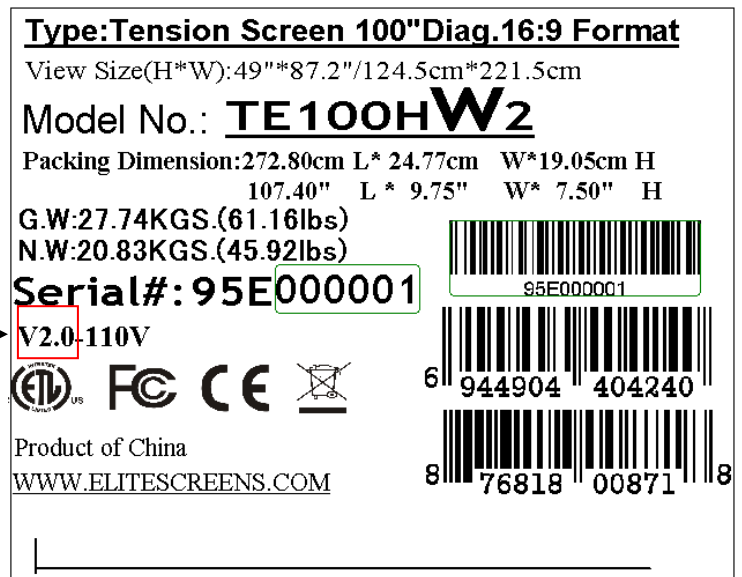 Type:Tension Screen 100"Diag.16:9 Format
View Size(H*W):49"*87.2"/124.5cm*221.5cm
Model No.: TE100HW2
Packing Dimension:272.80cm L* 24.77cm W*19.05cm H
107.40" L * 9.75" W* 7.50" H
G.W:27.74KGS.(61.16lbs)
N.W:20.83KGS.(45.92lbs)
Serial#:95E000001
95E000001
V2.0-110V
6 944904 404240
ETL US FC CE
Product of China
WWW.ELITESCREENS.COM
8 76818 00871 8